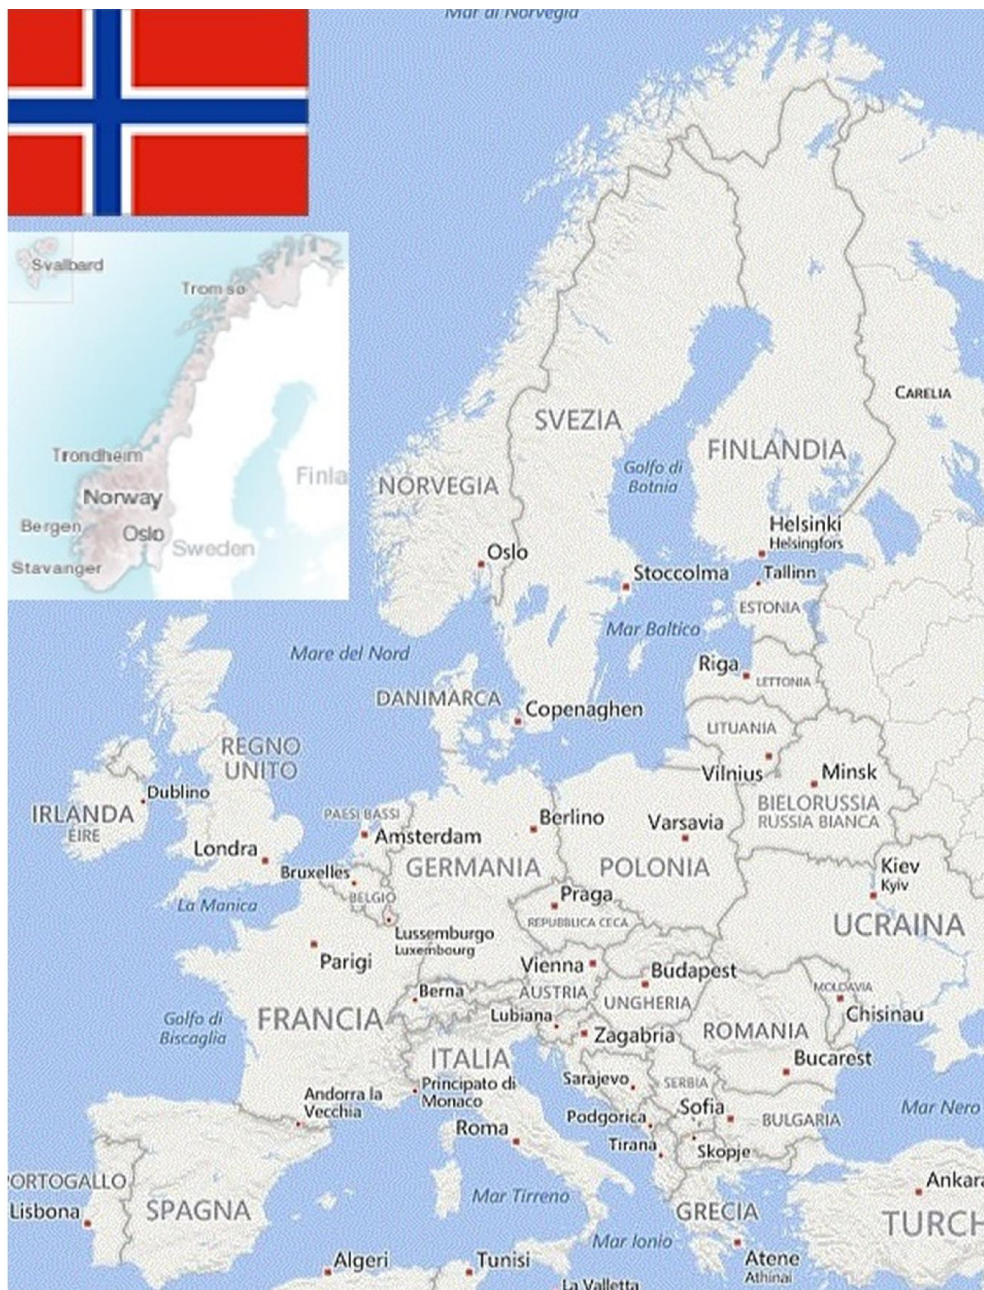 Mar di Norvegia
Svalbard
Tromsø
Trondheim
Norway
Bergen
Oslo
Stavanger
Sweden
Finla
CARELIA
SVEZIA
FINLANDIA
Golfo di
Botnia
NORVEGIA
Helsinki
Helsingfors
Oslo
Stoccolma
Tallinn
ESTONIA
Mar Baltico
Mare del Nord
Riga
LETTONIA
DANIMARCA
Copenaghen
LITUANIA
REGNO
UNITO
Vilnius
Minsk
Dublino
IRLANDA
ÉIRE
PAESI BASSI
Amsterdam
Berlino
Varsavia
BIELORUSSIA
RUSSIA BIANCA
Londra
Bruxelles
GERMANIA
POLONIA
Kiev
Kyiv
La Manica
BELGIO
Praga
REPUBBLICA CECA
UCRAINA
Lussemburgo
Luxembourg
Parigi
Vienna
Budapest
Berna
AUSTRIA
UNGHERIA
MOLDAVIA
Chisinau
Golfo di
Biscaglia
FRANCIA
Lubiana
Zagabria
ROMANIA
ITALIA
Bucarest
Principato di
Monaco
Sarajevo
SERBIA
Andorra la
Vecchia
Sofia
BULGARIA
Mar Nero
Podgorica
Roma
Tirana
Skopje
PORTOGALLO
Ankara
Lisbona
SPAGNA
Mar Tirreno
GRECIA
TURCH
Mar Ionio
Algeri
Tunisi
Atene
Athinai
La Valletta